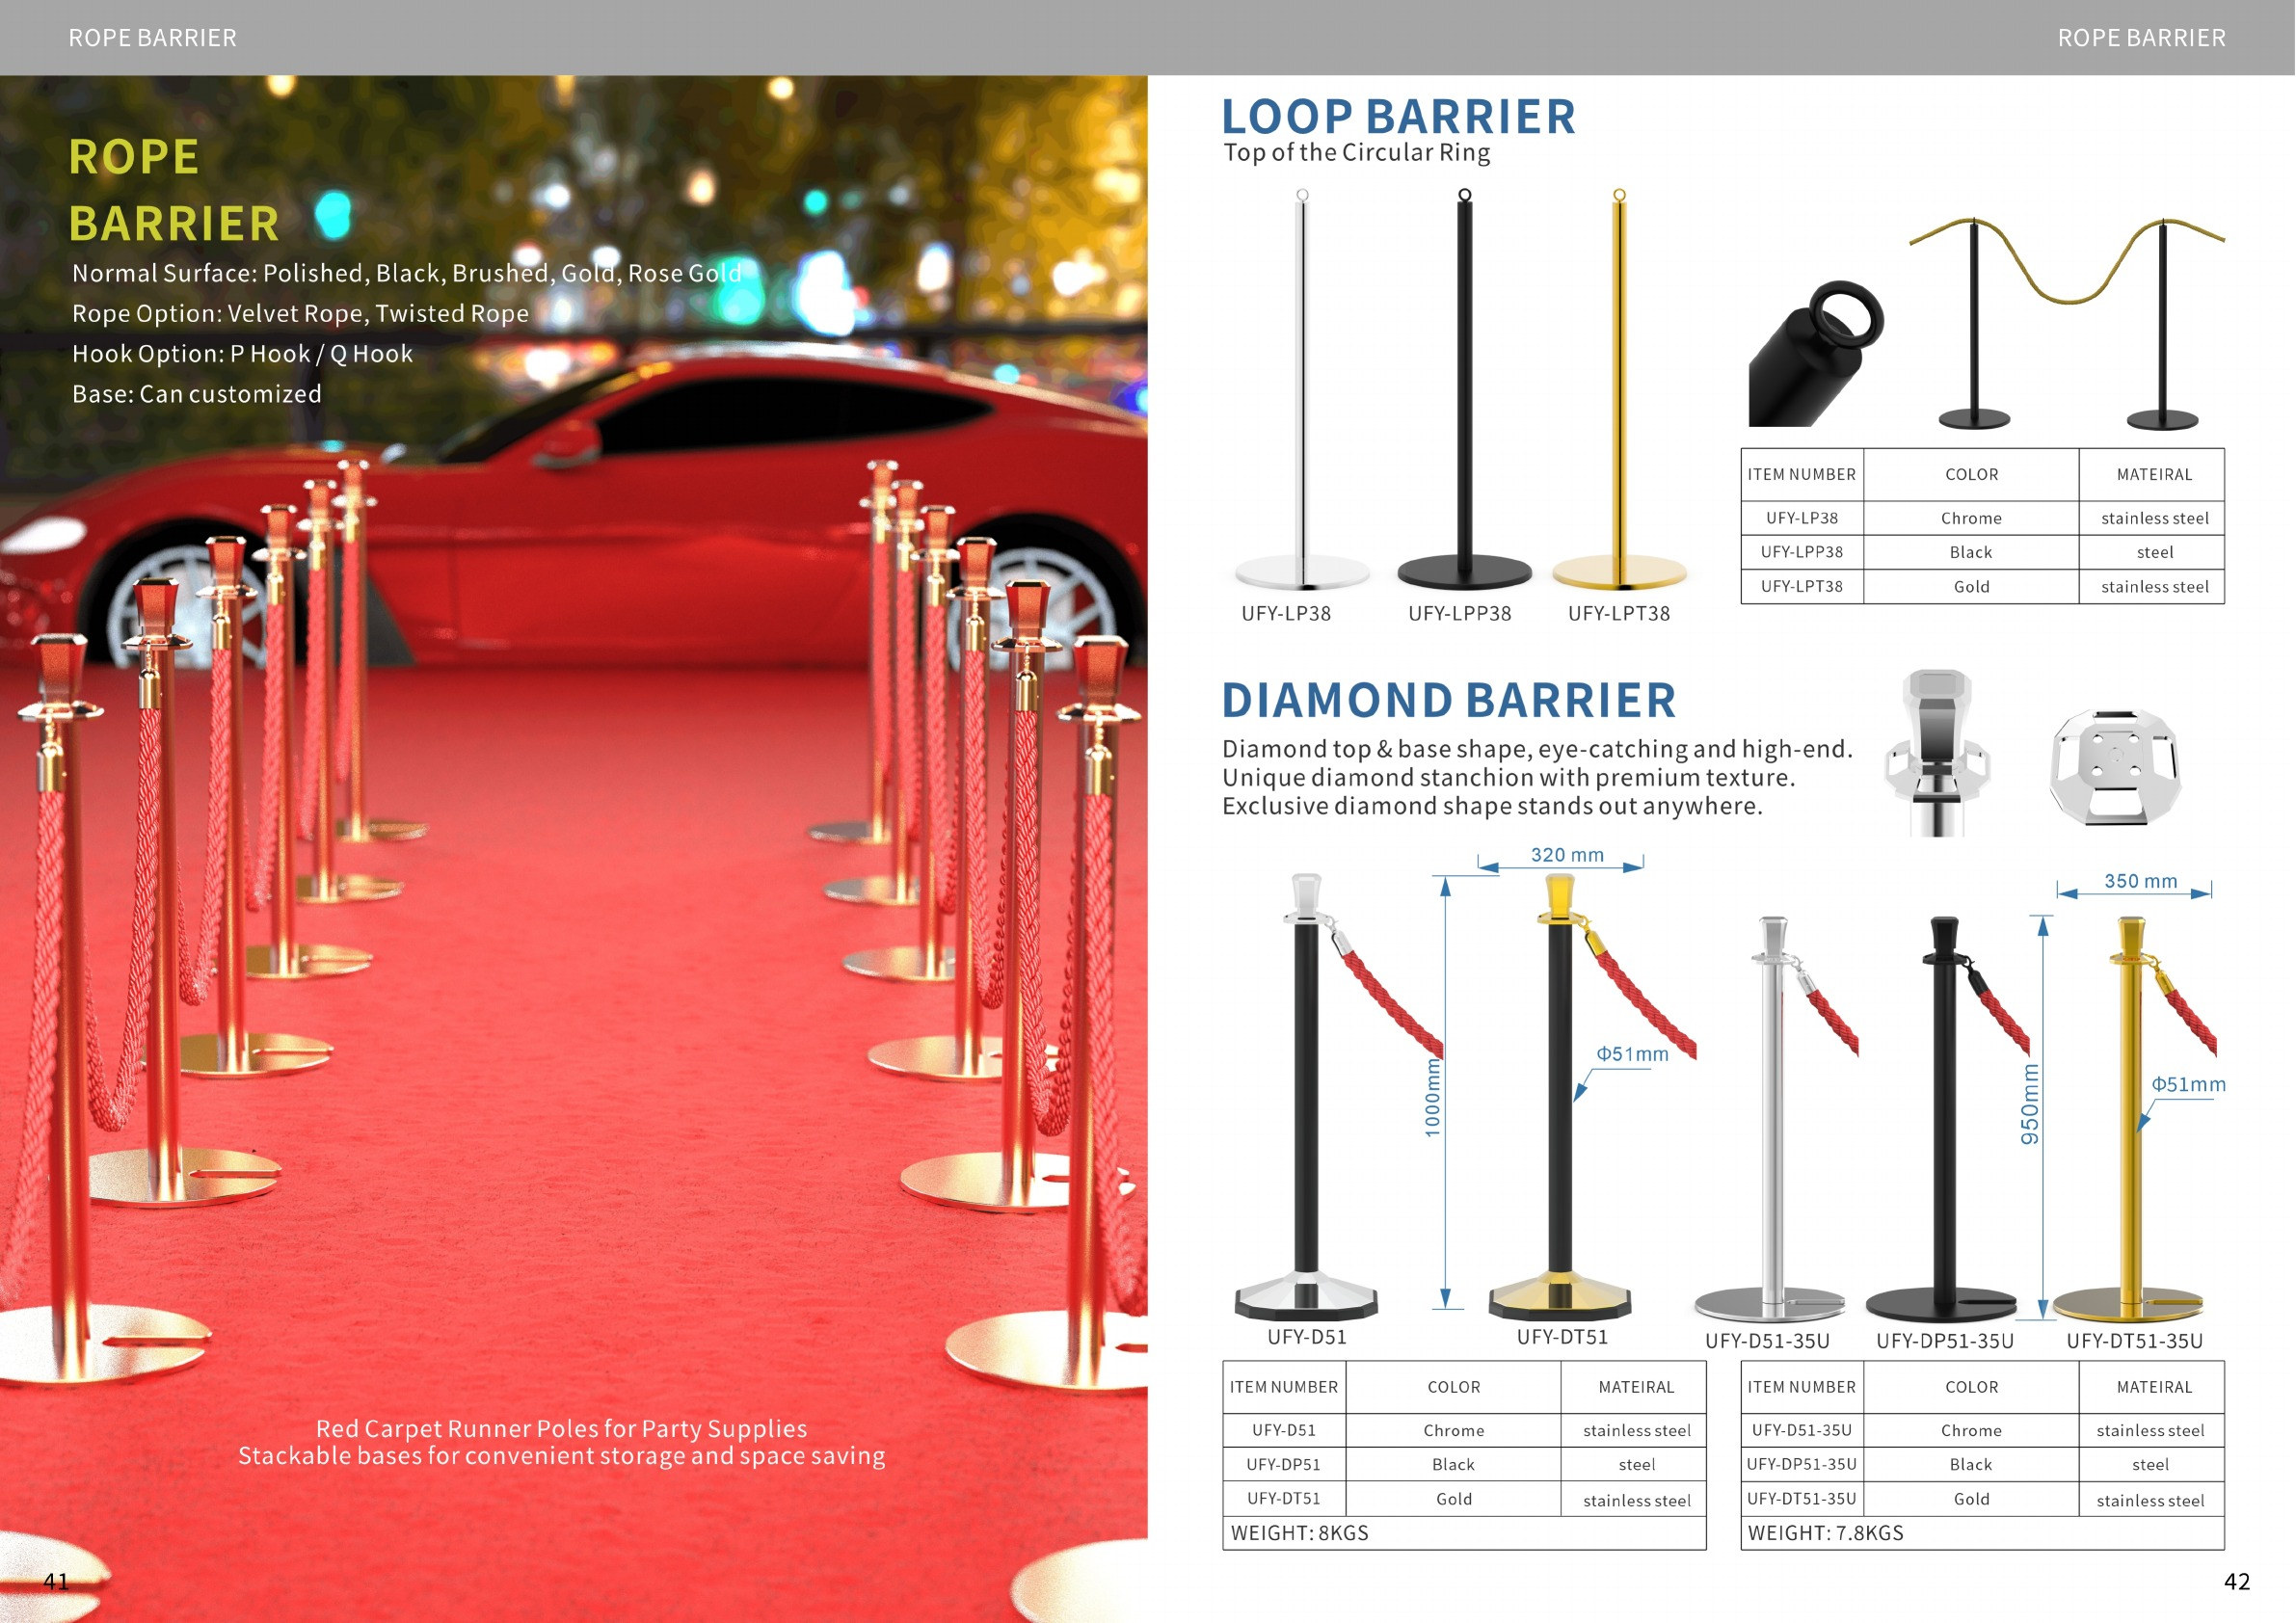 ROPE BARRIER
ROPE BARRIER
ROPE
BARRIER
Normal Surface: Polished, Black, Brushed, Gold, Rose Gold
Rope Option: Velvet Rope, Twisted Rope
Hook Option: P Hook / Q Hook
Base: Can customized
Red Carpet Runner Poles for Party Supplies
Stackable bases for convenient storage and space saving
41
LOOP BARRIER
Top of the Circular Ring
UFY-LP38
UFY-LPP38
UFY-LPT38
ITEM NUMBER COLOR MATEIRAL
UFY-LP38 Chrome stainless steel
UFY-LPP38 Black steel
UFY-LPT38 Gold stainless steel
DIAMOND BARRIER
Diamond top & base shape, eye-catching and high-end.
Unique diamond stanchion with premium texture.
Exclusive diamond shape stands out anywhere.
320 mm
1000mm
Φ51mm
350 mm
950mm
Φ51mm
UFY-D51
UFY-DT51
UFY-D51-35U
UFY-DP51-35U
UFY-DT51-35U
ITEM NUMBER COLOR MATEIRAL
UFY-D51 Chrome stainless steel
UFY-DP51 Black steel
UFY-DT51 Gold stainless steel
WEIGHT: 8KGS
ITEM NUMBER COLOR MATEIRAL
UFY-D51-35U Chrome stainless steel
UFY-DP51-35U Black steel
UFY-DT51-35U Gold stainless steel
WEIGHT: 7.8KGS
42